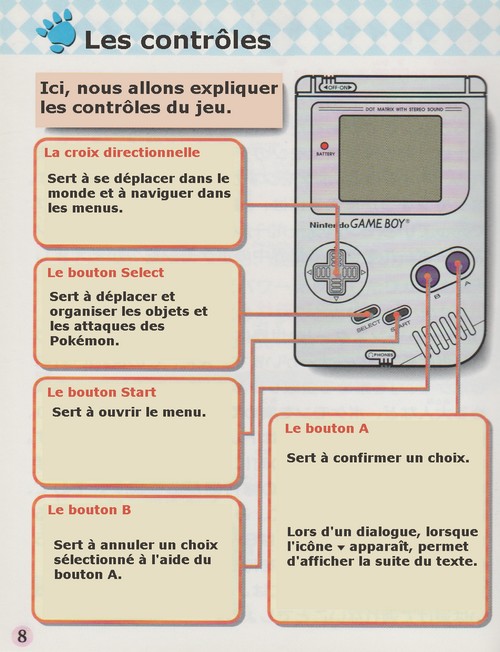 Les contrôles
Ici, nous allons expliquer
les contrôles du jeu.
La croix directionnelle
Sert à se déplacer dans le
monde et à naviguer dans
les menus.
Le bouton Select
Sert à déplacer et
organiser les objets et
les attaques des
Pokémon.
Le bouton Start
Sert à ouvrir le menu.
Le bouton B
Sert à annuler un choix
sélectionné à l'aide du
bouton A.
OFF•ON
DOT MATRIX WITH STEREO SOUND
BATTERY
Nintendo GAME BOY®
B
A
SELECT
START
PHONES
Le bouton A
Sert à confirmer un choix.
Lors d'un dialogue, lorsque
l'icône ▾ apparaît, permet
d'afficher la suite du texte.
8